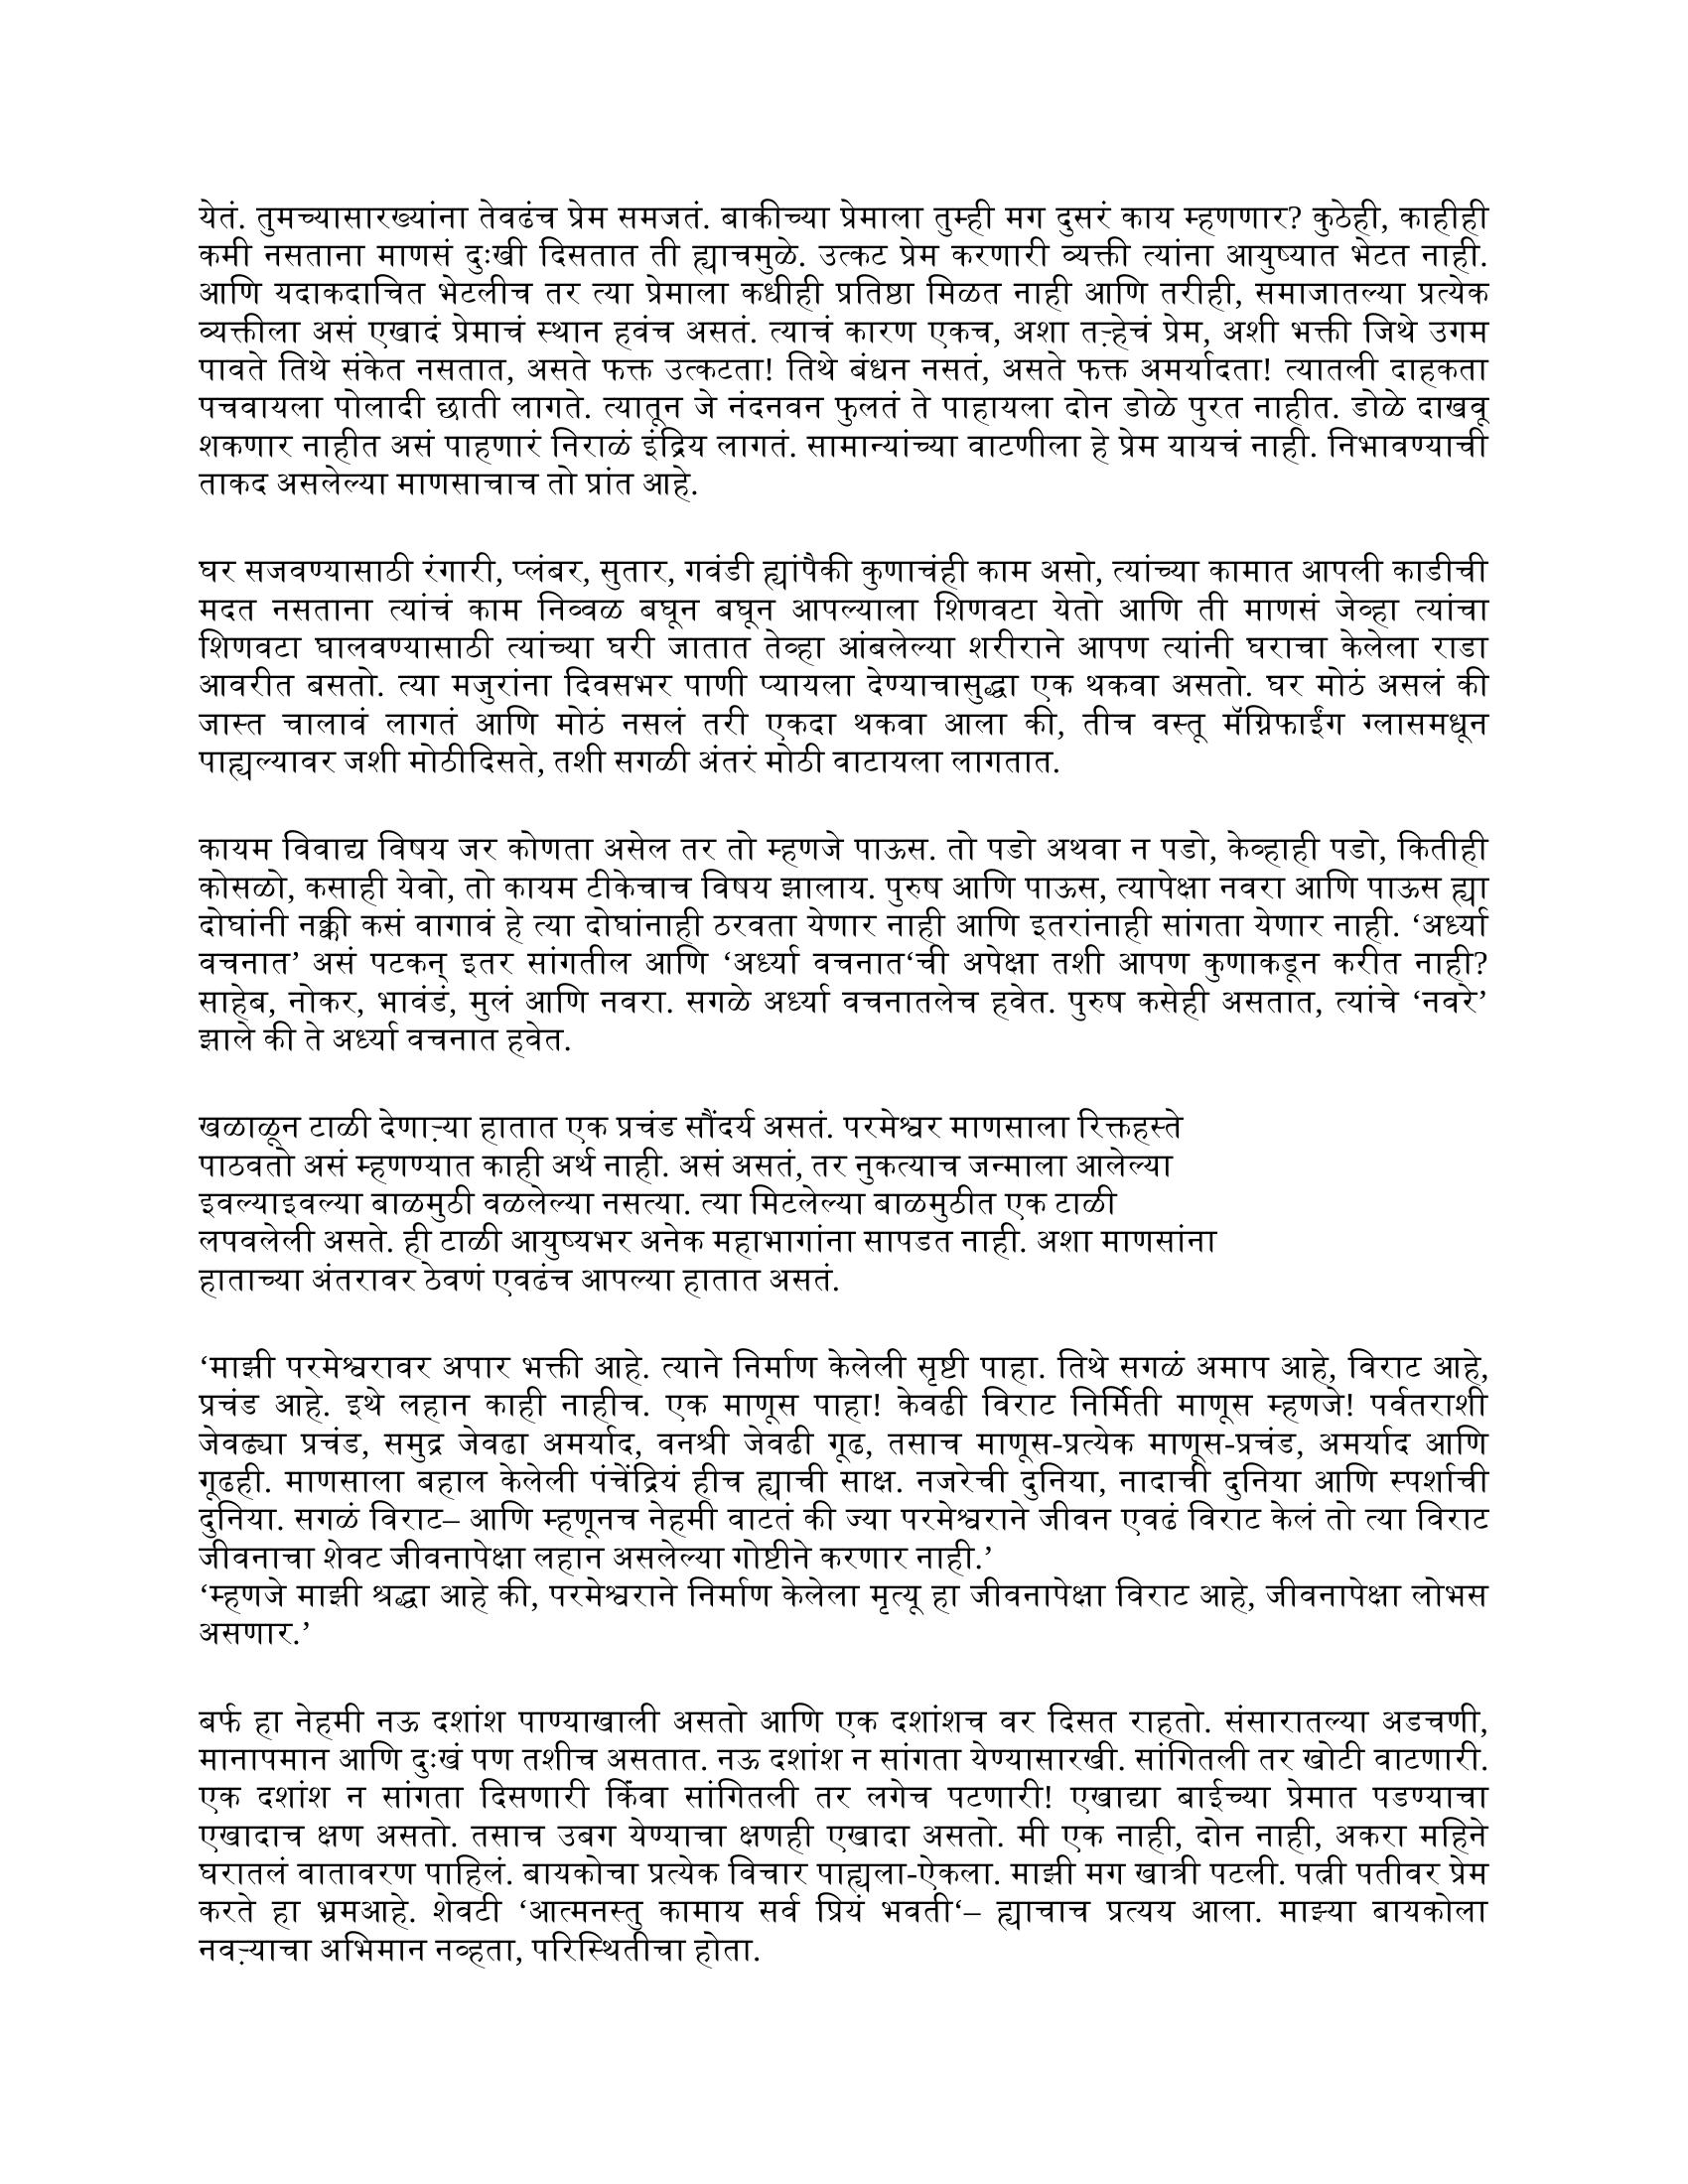 येतं. तुमच्यासारख्यांना तेवढंच प्रेम समजतं. बाकीच्या प्रेमाला तुम्ही मग दुसरं काय म्हणणार? कुठेही, काहीही
कमी नसताना माणसं दुःखी दिसतात ती ह्याचमुळे. उत्कट प्रेम करणारी व्यक्ती त्यांना आयुष्यात भेटत नाही.
आणि यदाकदाचित भेटलीच तर त्या प्रेमाला कधीही प्रतिष्ठा मिळत नाही आणि तरीही, समाजातल्या प्रत्येक
व्यक्तीला असं एखादं प्रेमाचं स्थान हवंच असतं. त्याचं कारण एकच, अशा तऱ्हेचं प्रेम, अशी भक्ती जिथे उगम
पावते तिथे संकेत नसतात, असते फक्त उत्कटता! तिथे बंधन नसतं, असते फक्त अमर्यादता! त्यातली दाहकता
पचवायला पोलादी छाती लागते. त्यातून जे नंदनवन फुलतं ते पाहायला दोन डोळे पुरत नाहीत. डोळे दाखवू
शकणार नाहीत असं पाहणारं निराळं इंद्रिय लागतं. सामान्यांच्या वाटणीला हे प्रेम यायचं नाही. निभावण्याची
ताकद असलेल्या माणसाचाच तो प्रांत आहे.
घर सजवण्यासाठी रंगारी, प्लंबर, सुतार, गवंडी ह्यांपैकी कुणाचंही काम असो, त्यांच्या कामात आपली काडीची
मदत नसताना त्यांचं काम निव्वळ बघून बघून आपल्याला शिणवटा येतो आणि ती माणसं जेव्हा त्यांचा
शिणवटा घालवण्यासाठी त्यांच्या घरी जातात तेव्हा आंबलेल्या शरीराने आपण त्यांनी घराचा केलेला राडा
आवरीत बसतो. त्या मजुरांना दिवसभर पाणी प्यायला देण्याचासुद्धा एक थकवा असतो. घर मोठं असलं की
जास्त चालावं लागतं आणि मोठं नसलं तरी एकदा थकवा आला की, तीच वस्तू मॅग्निफाईंग ग्लासमधून
पाह्यल्यावर जशी मोठीदिसते, तशी सगळी अंतरं मोठी वाटायला लागतात.
कायम विवाद्य विषय जर कोणता असेल तर तो म्हणजे पाऊस. तो पडो अथवा न पडो, केव्हाही पडो, कितीही
कोसळो, कसाही येवो, तो कायम टीकेचाच विषय झालाय. पुरुष आणि पाऊस, त्यापेक्षा नवरा आणि पाऊस ह्या
दोघांनी नक्की कसं वागावं हे त्या दोघांनाही ठरवता येणार नाही आणि इतरांनाही सांगता येणार नाही. ‘अर्ध्या
वचनात’ असं पटकन् इतर सांगतील आणि ‘अर्ध्या वचनात‘ची अपेक्षा तशी आपण कुणाकडून करीत नाही?
साहेब, नोकर, भावंडं, मुलं आणि नवरा. सगळे अर्ध्या वचनातलेच हवेत. पुरुष कसेही असतात, त्यांचे ‘नवरे’
झाले की ते अर्ध्या वचनात हवेत.
खळाळून टाळी देणाऱ्या हातात एक प्रचंड सौंदर्य असतं. परमेश्वर माणसाला रिक्तहस्ते
पाठवतो असं म्हणण्यात काही अर्थ नाही. असं असतं, तर नुकत्याच जन्माला आलेल्या
इवल्याइवल्या बाळमुठी वळलेल्या नसत्या. त्या मिटलेल्या बाळमुठीत एक टाळी
लपवलेली असते. ही टाळी आयुष्यभर अनेक महाभागांना सापडत नाही. अशा माणसांना
हाताच्या अंतरावर ठेवणं एवढंच आपल्या हातात असतं.
‘माझी परमेश्वरावर अपार भक्ती आहे. त्याने निर्माण केलेली सृष्टी पाहा. तिथे सगळं अमाप आहे, विराट आहे,
प्रचंड आहे. इथे लहान काही नाहीच. एक माणूस पाहा! केवढी विराट निर्मिती माणूस म्हणजे! पर्वतराशी
जेवढ्या प्रचंड, समुद्र जेवढा अमर्याद, वनश्री जेवढी गूढ, तसाच माणूस-प्रत्येक माणूस-प्रचंड, अमर्याद आणि
गूढही. माणसाला बहाल केलेली पंचेंद्रियं हीच ह्याची साक्ष. नजरेची दुनिया, नादाची दुनिया आणि स्पर्शाची
दुनिया. सगळं विराट– आणि म्हणूनच नेहमी वाटतं की ज्या परमेश्वराने जीवन एवढं विराट केलं तो त्या विराट
जीवनाचा शेवट जीवनापेक्षा लहान असलेल्या गोष्टीने करणार नाही.’
‘म्हणजे माझी श्रद्धा आहे की, परमेश्वराने निर्माण केलेला मृत्यू हा जीवनापेक्षा विराट आहे, जीवनापेक्षा लोभस
असणार.’
बर्फ हा नेहमी नऊ दशांश पाण्याखाली असतो आणि एक दशांशच वर दिसत राहतो. संसारातल्या अडचणी,
मानापमान आणि दुःखं पण तशीच असतात. नऊ दशांश न सांगता येण्यासारखी. सांगितली तर खोटी वाटणारी.
एक दशांश न सांगता दिसणारी किंवा सांगितली तर लगेच पटणारी! एखाद्या बाईच्या प्रेमात पडण्याचा
एखादाच क्षण असतो. तसाच उबग येण्याचा क्षणही एखादा असतो. मी एक नाही, दोन नाही, अकरा महिने
घरातलं वातावरण पाहिलं. बायकोचा प्रत्येक विचार पाह्यला-ऐकला. माझी मग खात्री पटली. पत्नी पतीवर प्रेम
करते हा भ्रमआहे. शेवटी ‘आत्मनस्तु कामाय सर्व प्रियं भवती‘– ह्याचाच प्रत्यय आला. माझ्या बायकोला
नवऱ्याचा अभिमान नव्हता, परिस्थितीचा होता.